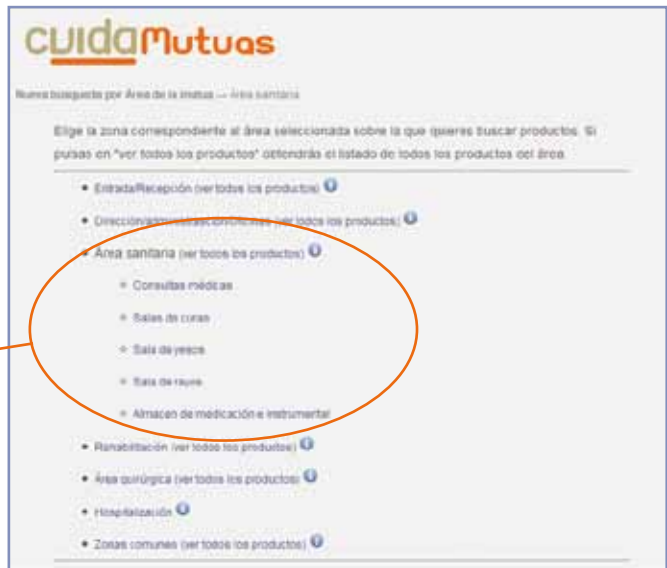 cuidamutuas
Nueva búsqueda por Área de la mutua — Área sanitaria
Elige la zona correspondiente al área seleccionada sobre la que quieres buscar productos. Si
pulsas en "ver todos los productos" obtendrás el listado de todos los productos del área.
• Entrada/Recepción (ver todos los productos)
• Dirección/administración/Oficinas (ver todos los productos)
• Área sanitaria (ver todos los productos)
Consultas médicas
Salas de curas
Sala de yesos
Sala de rayos
Almacén de medicación e instrumental
• Rehabilitación (ver todos los productos)
• Área quirúrgica (ver todos los productos)
• Hospitalización
• Zonas comunes (ver todos los productos)